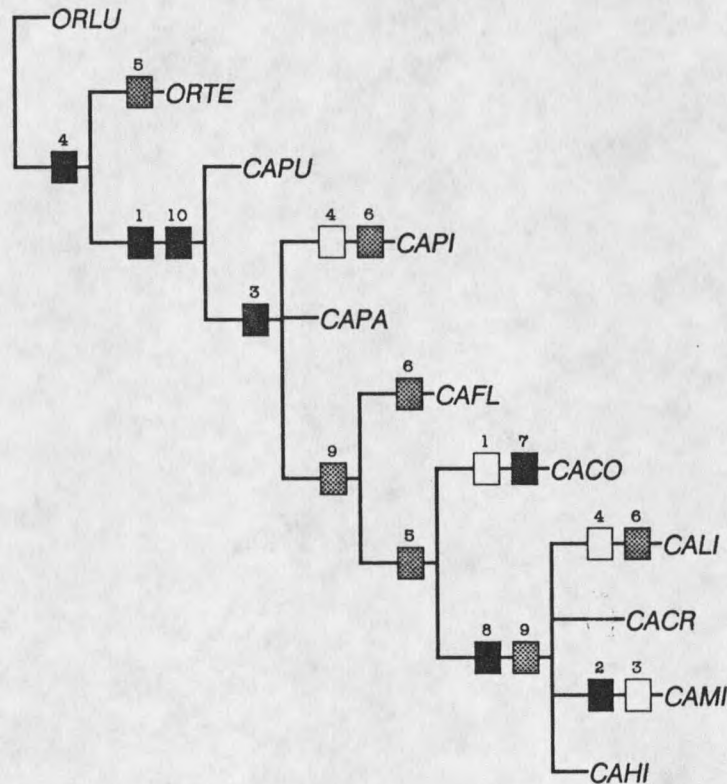 ORLU
5
ORTE
4
CAPU
1 10
4 6
CAPI
3
CAPA
6
CAFL
9
1 7
CACO
5
4 6
CALI
CACR
8 9
2 3
CAMI
CAHI